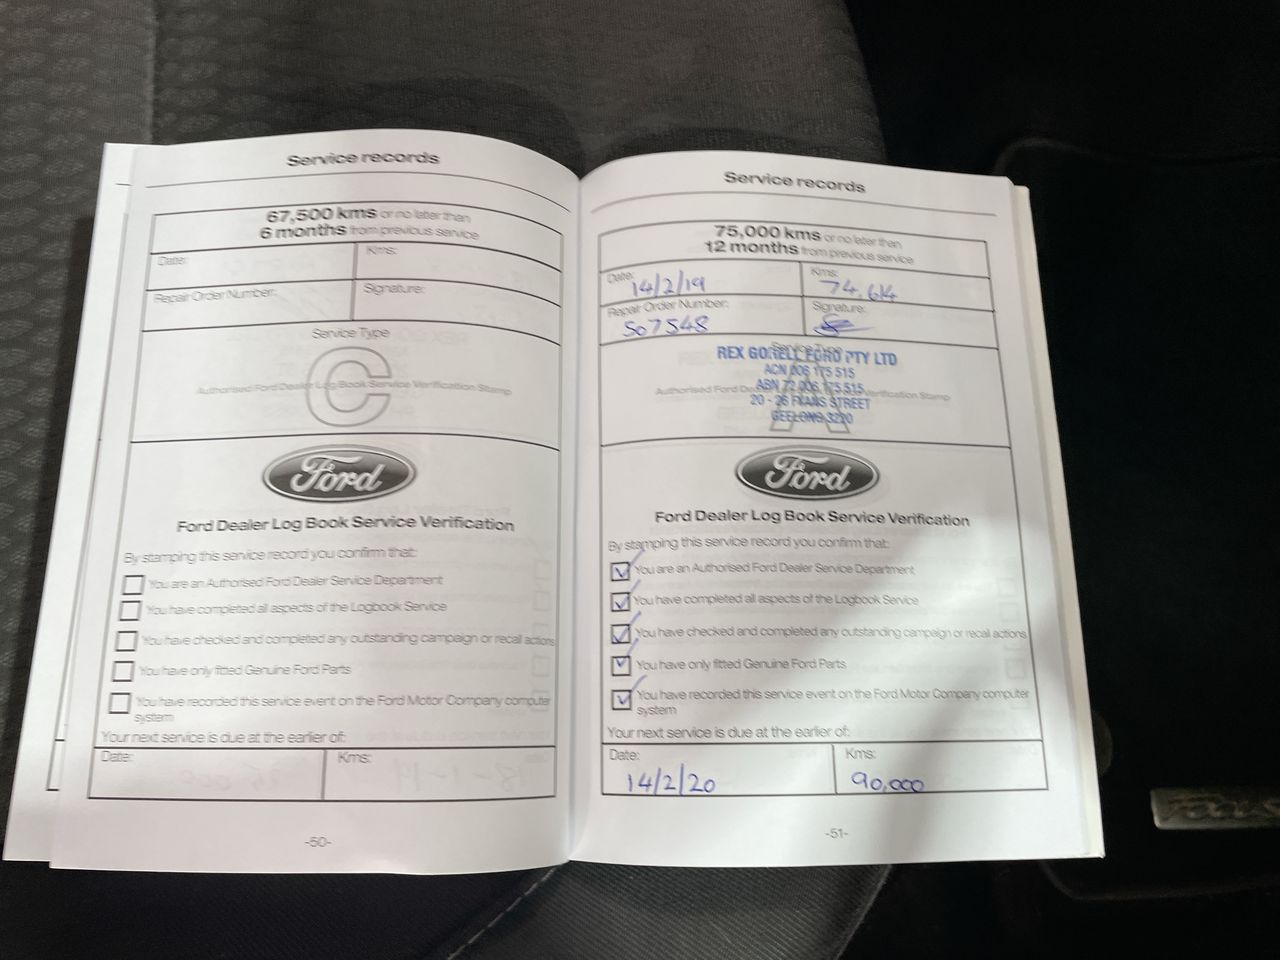 Service records
67,500 kms or no later than
6 months from previous service
Date:
Kms:
Repair Order Number:
Signature:
Service Type
C
Authorised Ford Dealer Log Book Service Verification Stamp
Ford
Ford Dealer Log Book Service Verification
By stamping this service record you confirm that:
You are an Authorised Ford Dealer Service Department
You have completed all aspects of the Logbook Service
You have checked and completed any outstanding campaign or recall actions
You have only fitted Genuine Ford Parts
You have recorded this service event on the Ford Motor Company computer
system
Your next service is due at the earlier of:
Date:
Kms:
-50-
Service records
75,000 kms or no later than
12 months from previous service
Date: 14/2/19
Kms: 74,614
Repair Order Number: 507548
Signature:
Service Type
REX GORELL FORD PTY LTD
ACN 006 175 515
ABN 72 006 175 515
Authorised Ford Verification Stamp
20 - 26 STREET
GEELONG 3220
Ford
Ford Dealer Log Book Service Verification
By stamping this service record you confirm that:
You are an Authorised Ford Dealer Service Department
You have completed all aspects of the Logbook Service
You have checked and completed any outstanding campaign or recall actions
You have only fitted Genuine Ford Parts
You have recorded this service event on the Ford Motor Company computer
system
Your next service is due at the earlier of:
Date: 14/2/20
Kms: 90,000
-51-